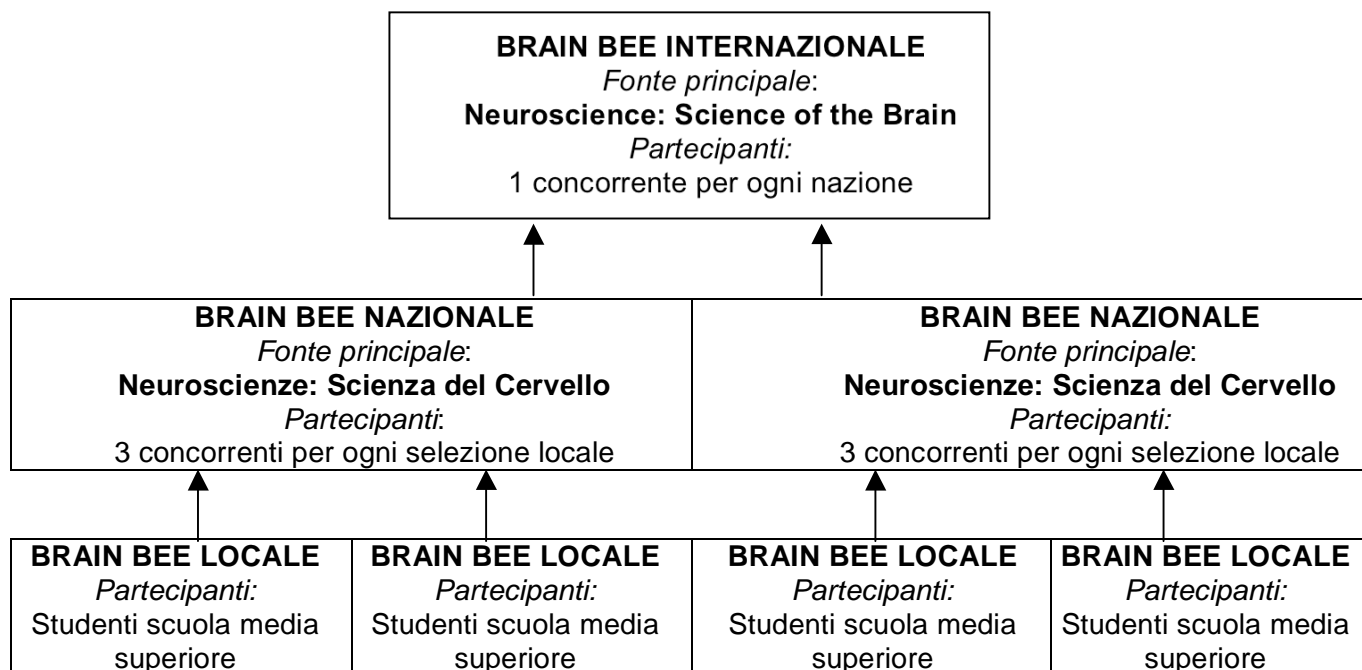 BRAIN BEE INTERNAZIONALE
Fonte principale:
Neuroscience: Science of the Brain
Partecipanti:
1 concorrente per ogni nazione
BRAIN BEE NAZIONALE
Fonte principale:
Neuroscienze: Scienza del Cervello
Partecipanti:
3 concorrenti per ogni selezione locale
BRAIN BEE NAZIONALE
Fonte principale:
Neuroscienze: Scienza del Cervello
Partecipanti:
3 concorrenti per ogni selezione locale
BRAIN BEE LOCALE
Partecipanti:
Studenti scuola media
superiore
BRAIN BEE LOCALE
Partecipanti:
Studenti scuola media
superiore
BRAIN BEE LOCALE
Partecipanti:
Studenti scuola media
superiore
BRAIN BEE LOCALE
Partecipanti:
Studenti scuola media
superiore